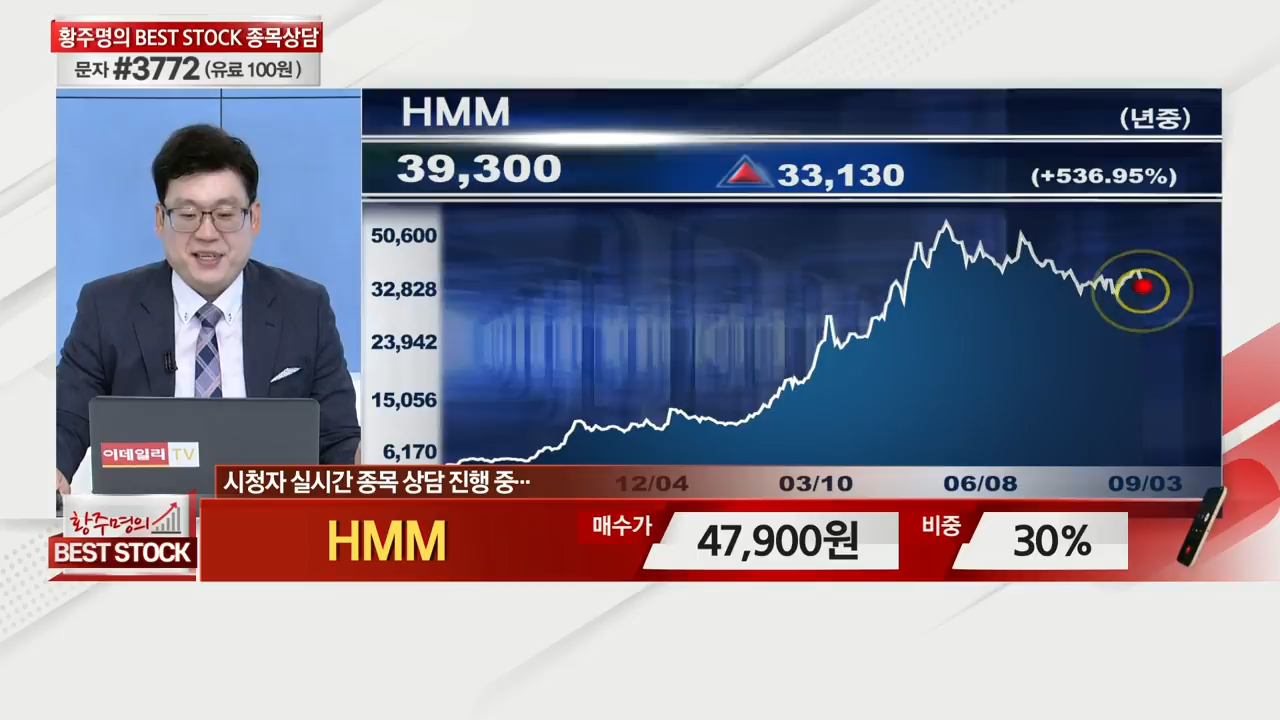 황주명의 BEST STOCK 종목상담
문자 #3772 (유료 100원)
HMM
(년중)
39,300
33,130
(+536.95%)
50,600
32,828
23,942
15,056
6,170
12/04
03/10
06/08
09/03
이데일리 TV
시청자 실시간 종목 상담 진행 중...
황주명의
BEST STOCK
HMM
매수가
47,900원
비중
30%